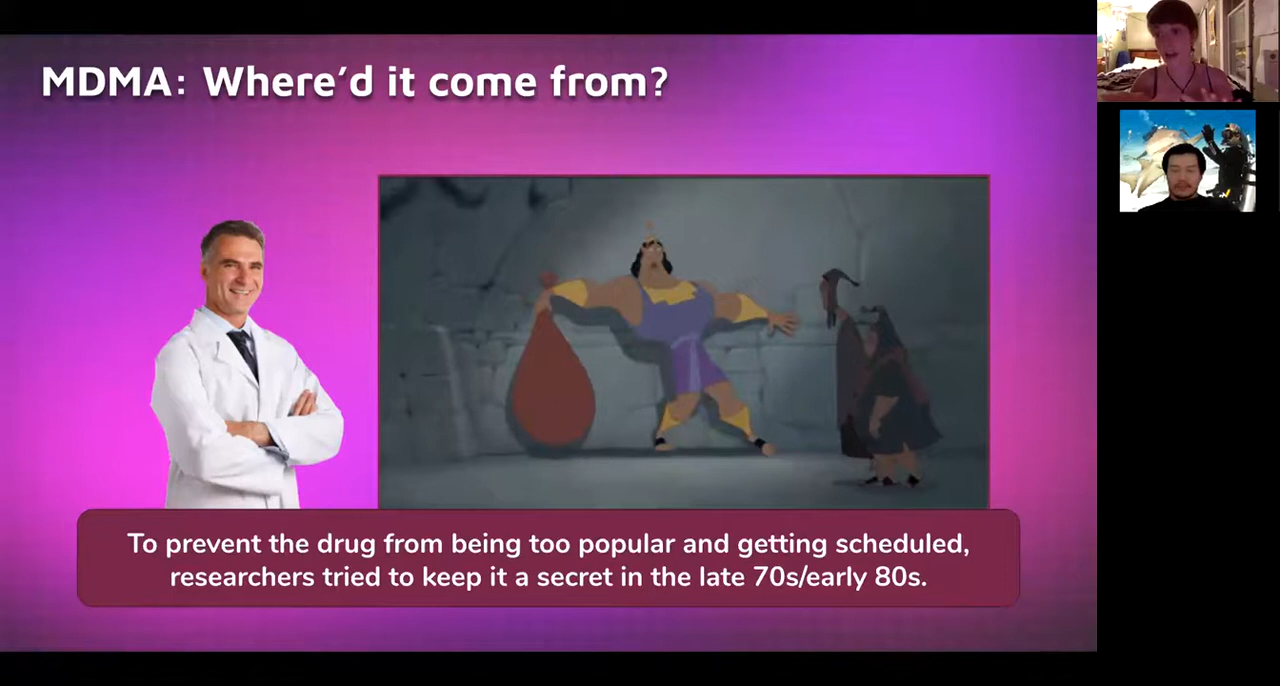 MDMA: Where'd it come from?
To prevent the drug from being too popular and getting scheduled,
researchers tried to keep it a secret in the late 70s/early 80s.